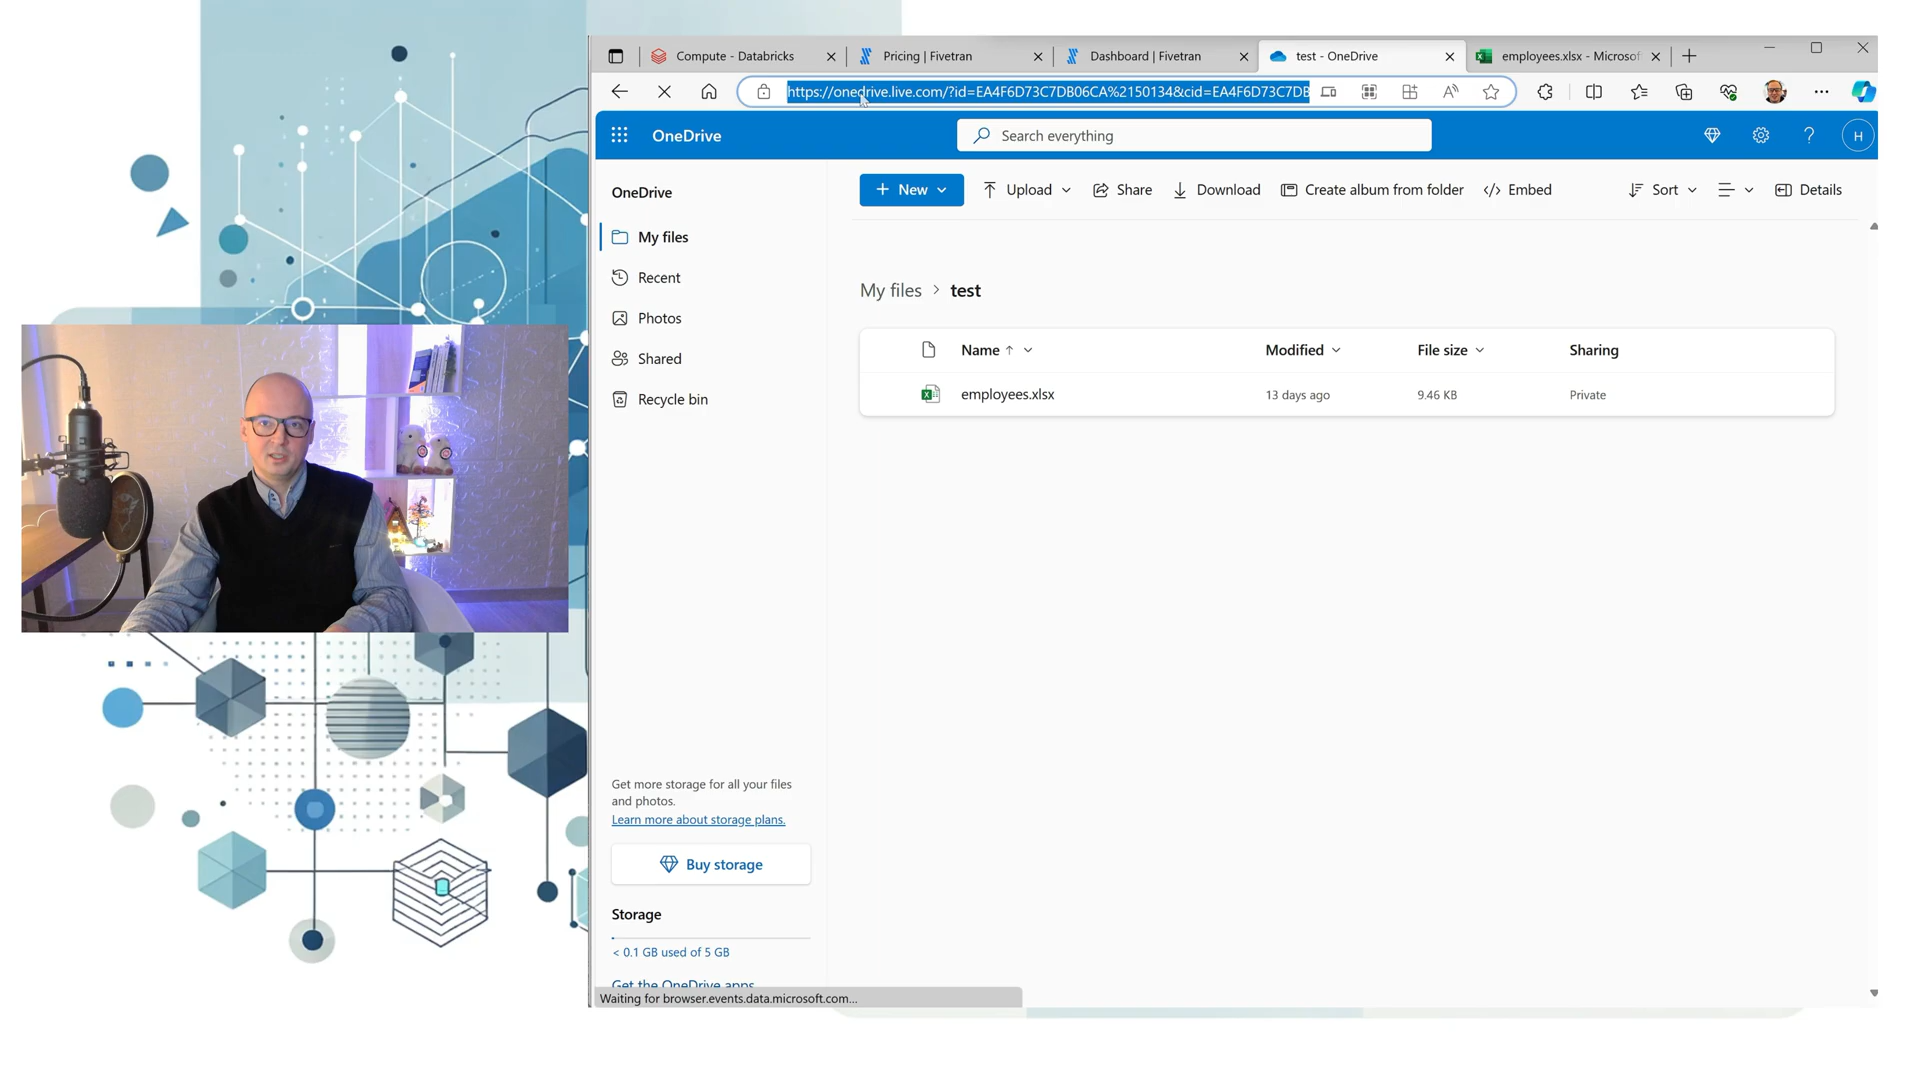 Compute - Databricks
Pricing | Fivetran
Dashboard | Fivetran
test - OneDrive
employees.xlsx - Microsof
https://onedrive.live.com/?id=EA4F6D73C7DB06CA%2150134&cid=EA4F6D73C7DB
OneDrive
Search everything
H
OneDrive
New
Upload
Share
Download
Create album from folder
Embed
Sort
Details
My files
Recent
Photos
Shared
Recycle bin
My files > test
Name Modified File size Sharing
employees.xlsx 13 days ago 9.46 KB Private
Get more storage for all your files
and photos.
Learn more about storage plans.
Buy storage
Storage
< 0.1 GB used of 5 GB
Get the OneDrive apps
Waiting for browser.events.data.microsoft.com...